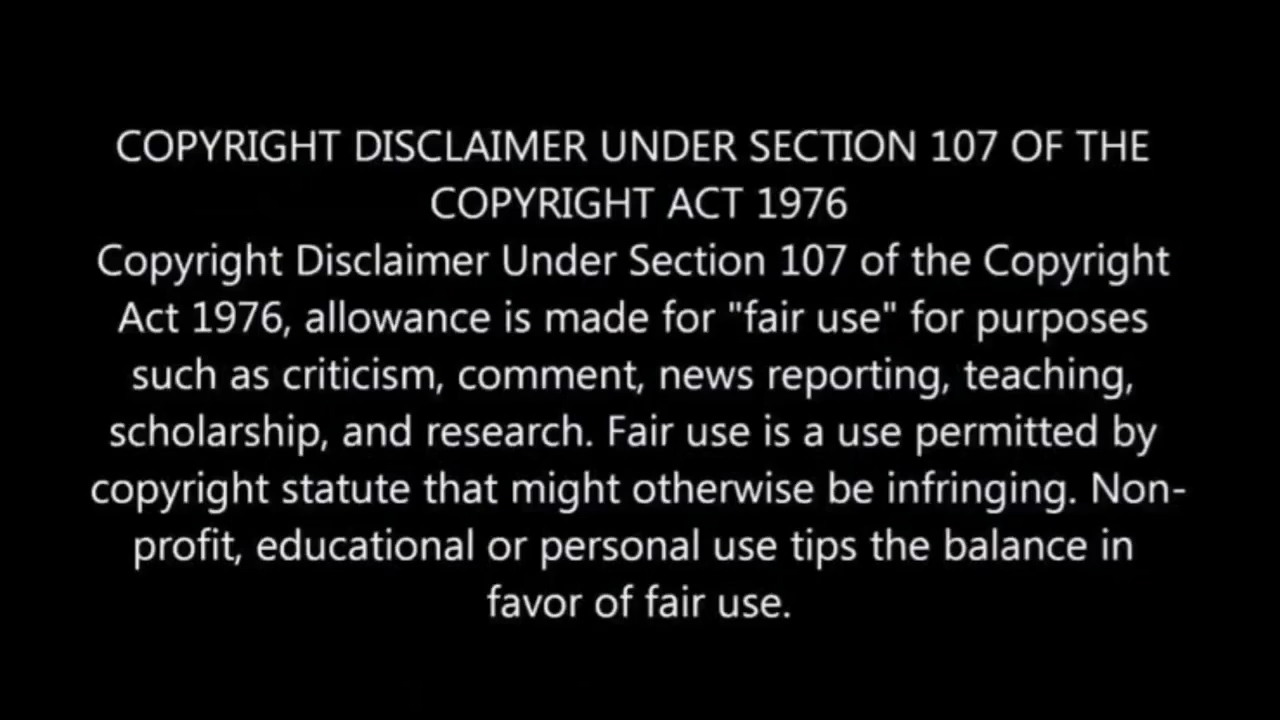 COPYRIGHT DISCLAIMER UNDER SECTION 107 OF THE
COPYRIGHT ACT 1976
Copyright Disclaimer Under Section 107 of the Copyright
Act 1976, allowance is made for "fair use" for purposes
such as criticism, comment, news reporting, teaching,
scholarship, and research. Fair use is a use permitted by
copyright statute that might otherwise be infringing. Non-
profit, educational or personal use tips the balance in
favor of fair use.